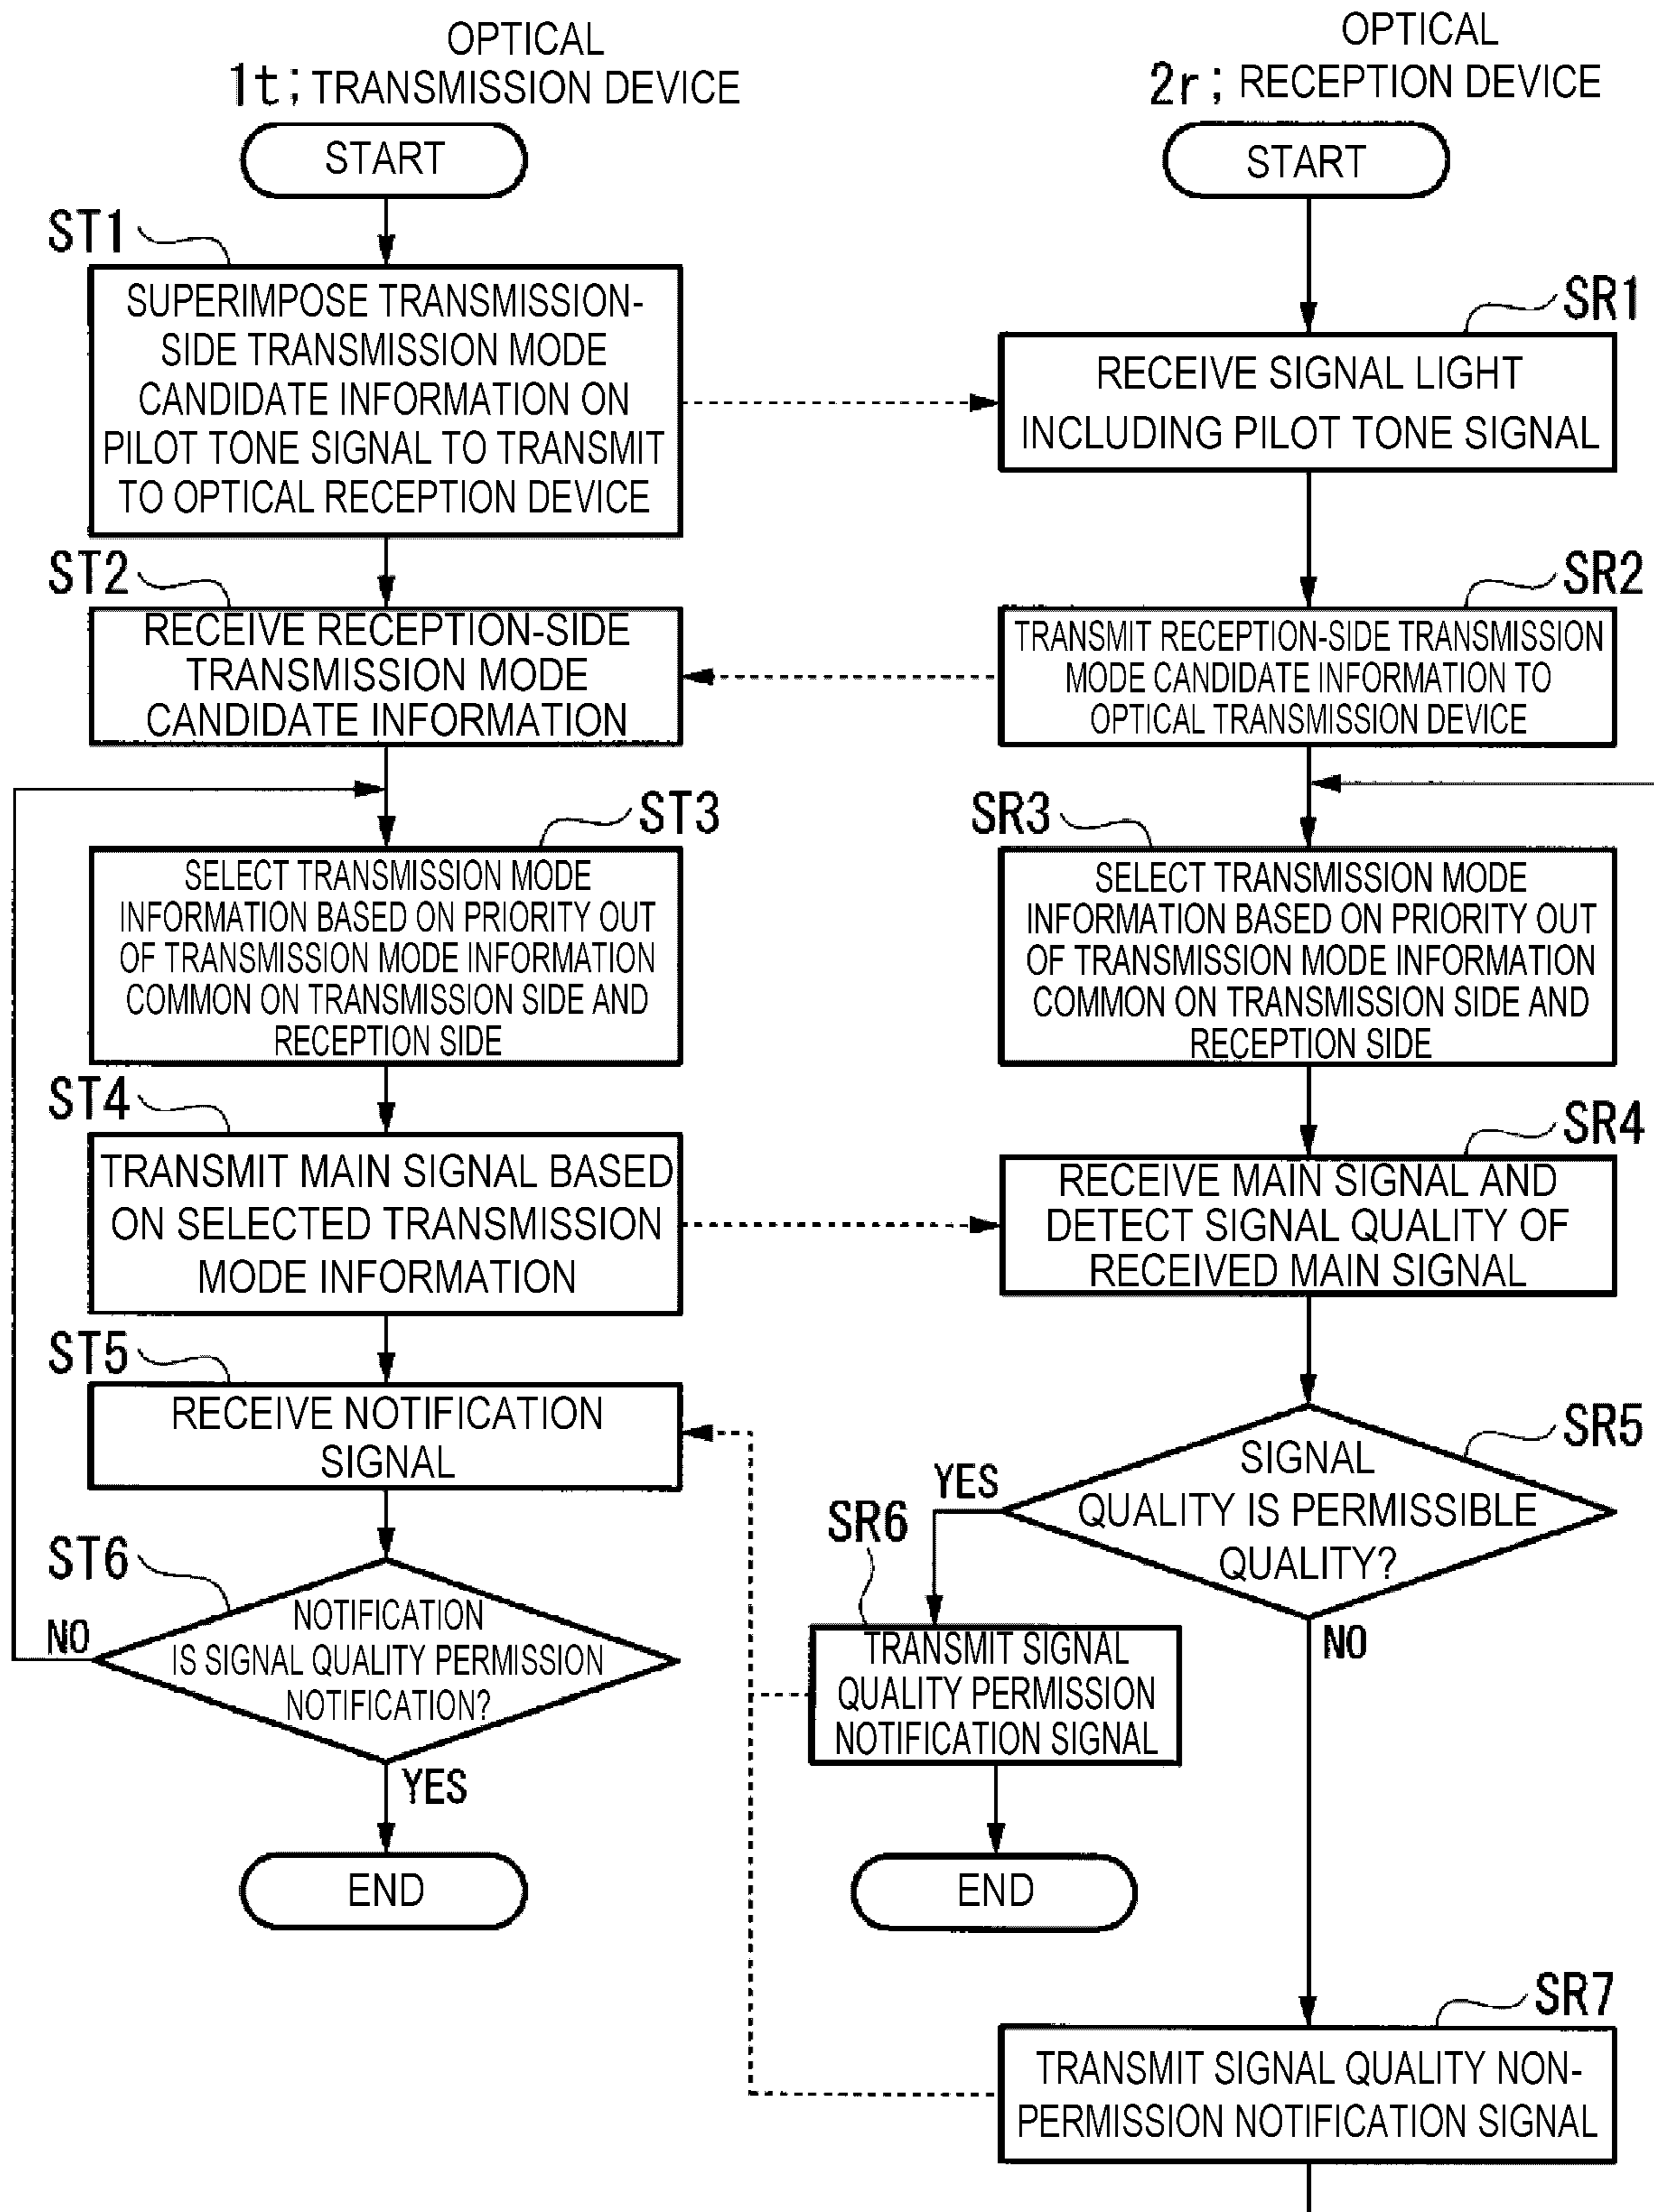 OPTICAL
1t; TRANSMISSION DEVICE
START
ST1
SUPERIMPOSE TRANSMISSION-
SIDE TRANSMISSION MODE
CANDIDATE INFORMATION ON
PILOT TONE SIGNAL TO TRANSMIT
TO OPTICAL RECEPTION DEVICE
ST2
RECEIVE RECEPTION-SIDE
TRANSMISSION MODE
CANDIDATE INFORMATION
ST3
SELECT TRANSMISSION MODE
INFORMATION BASED ON PRIORITY OUT
OF TRANSMISSION MODE INFORMATION
COMMON ON TRANSMISSION SIDE AND
RECEPTION SIDE
ST4
TRANSMIT MAIN SIGNAL BASED
ON SELECTED TRANSMISSION
MODE INFORMATION
ST5
RECEIVE NOTIFICATION
SIGNAL
ST6
NOTIFICATION
IS SIGNAL QUALITY PERMISSION
NOTIFICATION?
NO
YES
END
OPTICAL
2r; RECEPTION DEVICE
START
SR1
RECEIVE SIGNAL LIGHT
INCLUDING PILOT TONE SIGNAL
SR2
TRANSMIT RECEPTION-SIDE TRANSMISSION
MODE CANDIDATE INFORMATION TO
OPTICAL TRANSMISSION DEVICE
SR3
SELECT TRANSMISSION MODE
INFORMATION BASED ON PRIORITY OUT
OF TRANSMISSION MODE INFORMATION
COMMON ON TRANSMISSION SIDE AND
RECEPTION SIDE
SR4
RECEIVE MAIN SIGNAL AND
DETECT SIGNAL QUALITY OF
RECEIVED MAIN SIGNAL
SR5
SIGNAL
QUALITY IS PERMISSIBLE
QUALITY?
YES
NO
SR6
TRANSMIT SIGNAL
QUALITY PERMISSION
NOTIFICATION SIGNAL
END
SR7
TRANSMIT SIGNAL QUALITY NON-
PERMISSION NOTIFICATION SIGNAL